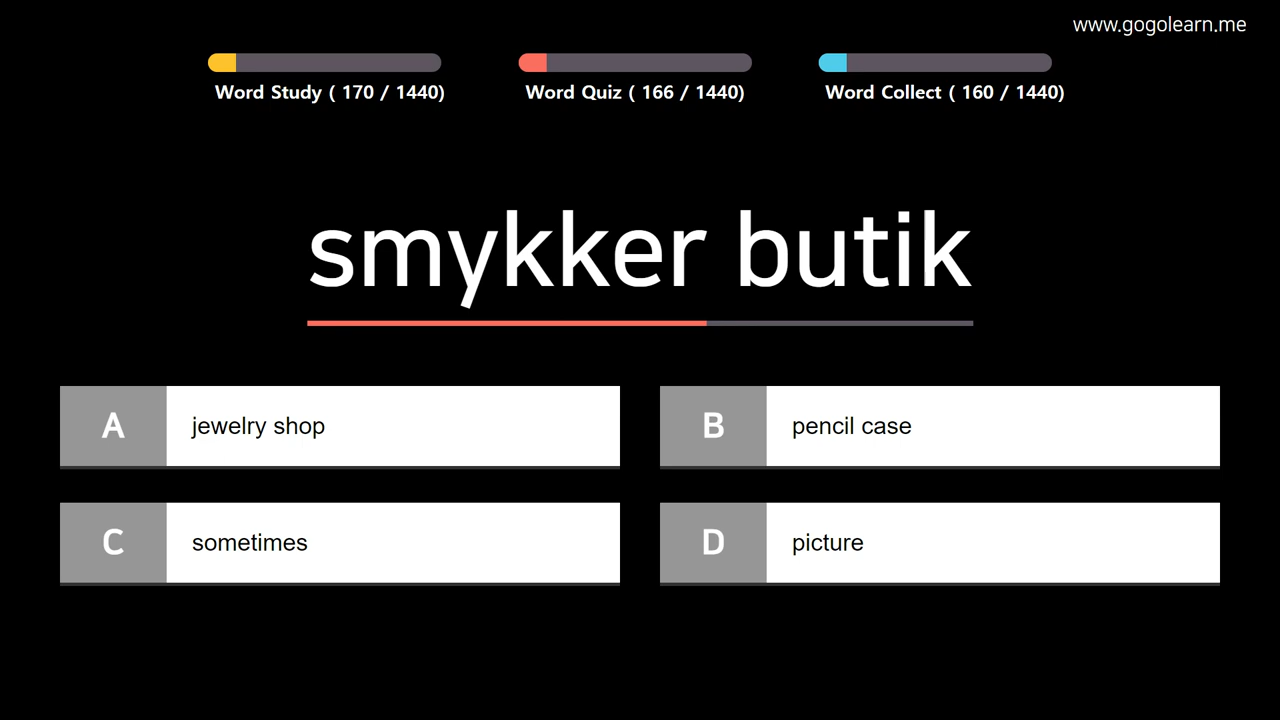 www.gogolearn.me
Word Study ( 170 / 1440)
Word Quiz ( 166 / 1440)
Word Collect ( 160 / 1440)
smykker butik
A jewelry shop
B pencil case
C sometimes
D picture